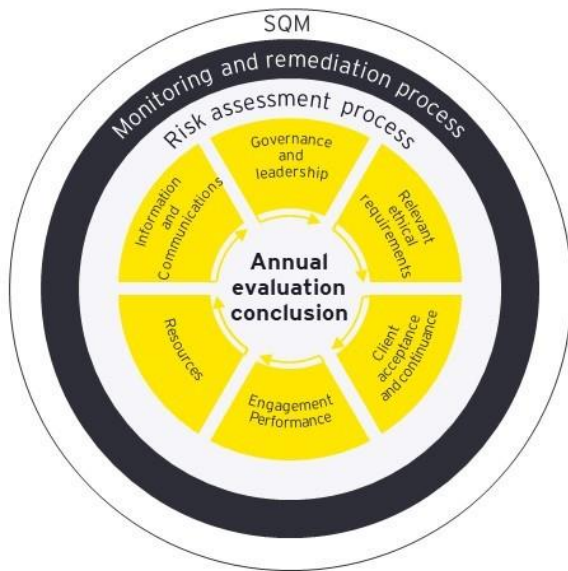 SQM
Monitoring and remediation process
Risk assessment process
Governance
and
leadership
Relevant
ethical
requirements
Client
acceptance
and continuance
Engagement
Performance
Resources
Information
and
Communications
Annual
evaluation
conclusion